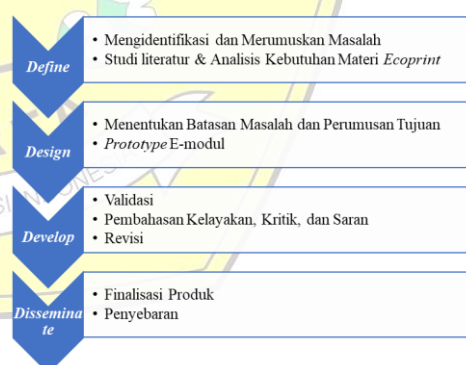 Define
• Mengidentifikasi dan Merumuskan Masalah
• Studi literatur & Analisis Kebutuhan Materi Ecoprint
Design
• Menentukan Batasan Masalah dan Perumusan Tujuan
• Prototype E-modul
Develop
• Validasi
• Pembahasan Kelayakan, Kritik, dan Saran
• Revisi
Dissemina
te
• Finalisasi Produk
• Penyebaran